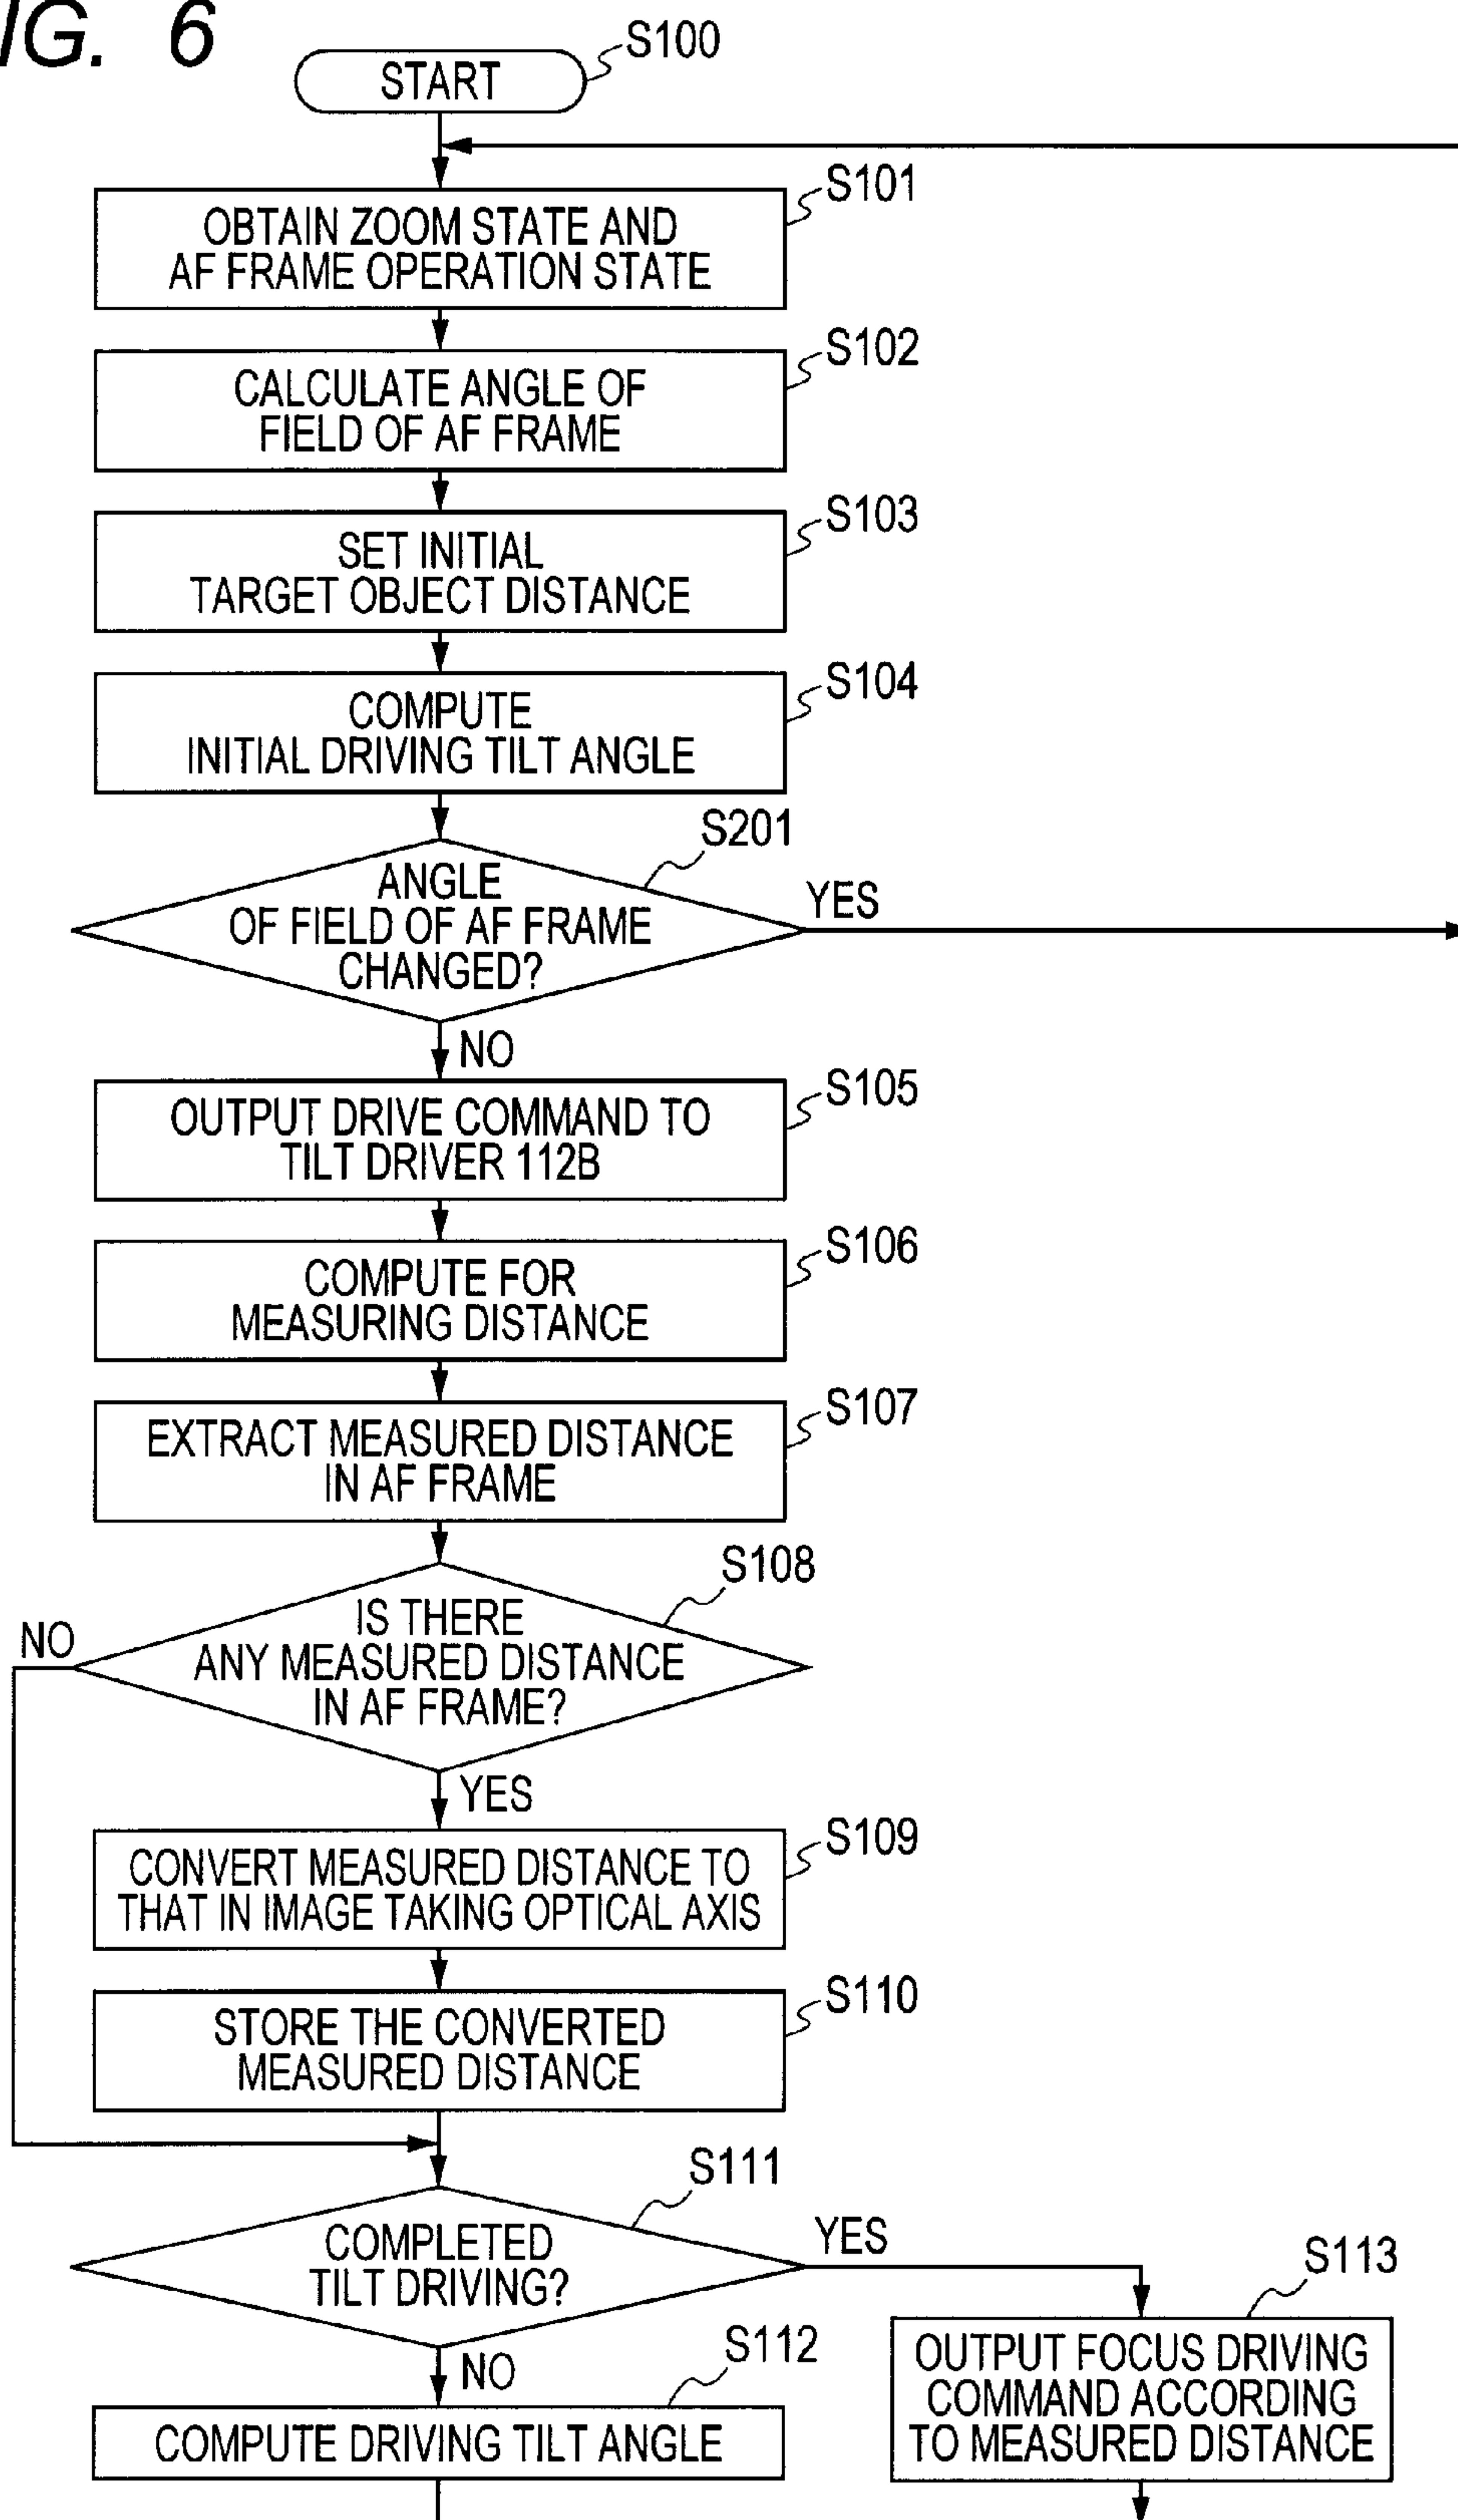 IG. 6
START
S100
S101
OBTAIN ZOOM STATE AND
AF FRAME OPERATION STATE
S102
CALCULATE ANGLE OF
FIELD OF AF FRAME
S103
SET INITIAL
TARGET OBJECT DISTANCE
S104
COMPUTE
INITIAL DRIVING TILT ANGLE
S201
ANGLE
OF FIELD OF AF FRAME
CHANGED?
YES
NO
S105
OUTPUT DRIVE COMMAND TO
TILT DRIVER 112B
S106
COMPUTE FOR
MEASURING DISTANCE
S107
EXTRACT MEASURED DISTANCE
IN AF FRAME
S108
IS THERE
ANY MEASURED DISTANCE
IN AF FRAME?
NO
YES
S109
CONVERT MEASURED DISTANCE TO
THAT IN IMAGE TAKING OPTICAL AXIS
S110
STORE THE CONVERTED
MEASURED DISTANCE
S111
COMPLETED
TILT DRIVING?
YES
NO
S112
COMPUTE DRIVING TILT ANGLE
S113
OUTPUT FOCUS DRIVING
COMMAND ACCORDING
TO MEASURED DISTANCE